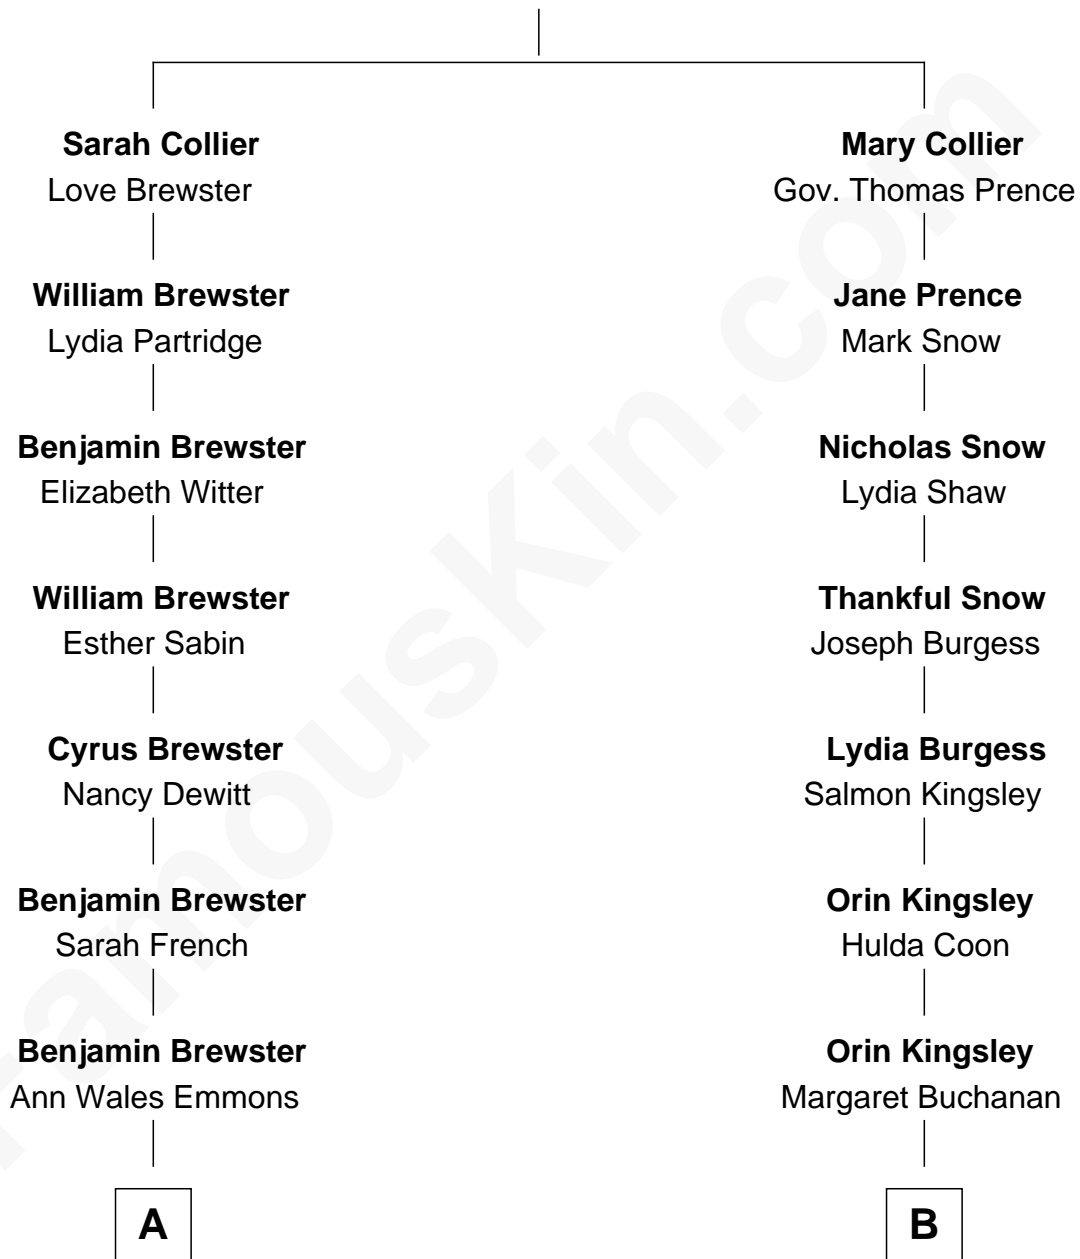 Sarah Collier
Love Brewster
Mary Collier
Gov. Thomas Prence
William Brewster
Lydia Partridge
Jane Prence
Mark Snow
Benjamin Brewster
Elizabeth Witter
Nicholas Snow
Lydia Shaw
William Brewster
Esther Sabin
Thankful Snow
Joseph Burgess
Cyrus Brewster
Nancy Dewitt
Lydia Burgess
Salmon Kingsley
Benjamin Brewster
Sarah French
Orin Kingsley
Hulda Coon
Benjamin Brewster
Ann Wales Emmons
Orin Kingsley
Margaret Buchanan
A
B
FamousKin.com